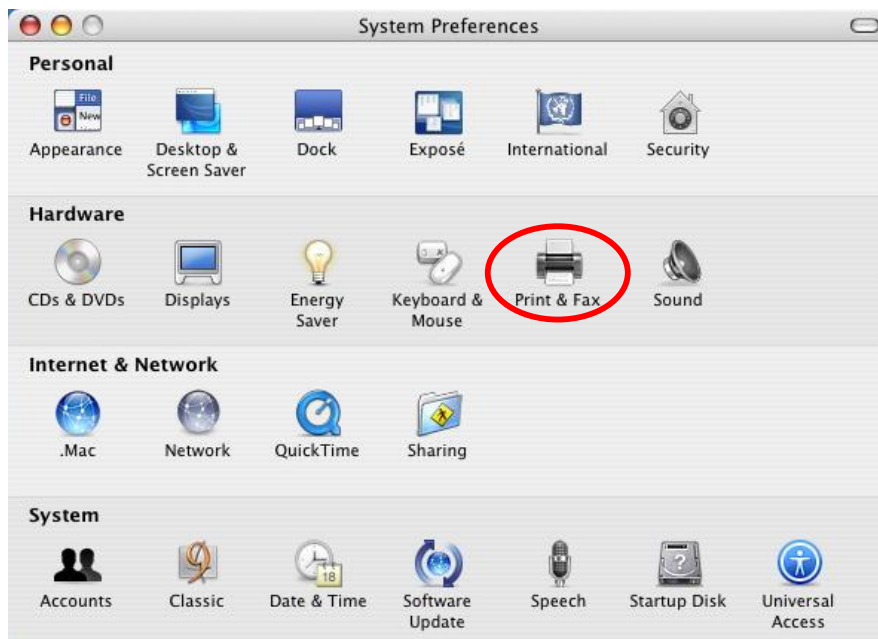 System Preferences
Personal
File
New
Appearance
Desktop &
Screen Saver
Dock
Exposé
International
Security
Hardware
CDs & DVDs
Displays
Energy
Saver
Keyboard &
Mouse
Print & Fax
Sound
Internet & Network
.Mac
Network
QuickTime
Sharing
System
18
?
Accounts
Classic
Date & Time
Software
Update
Speech
Startup Disk
Universal
Access